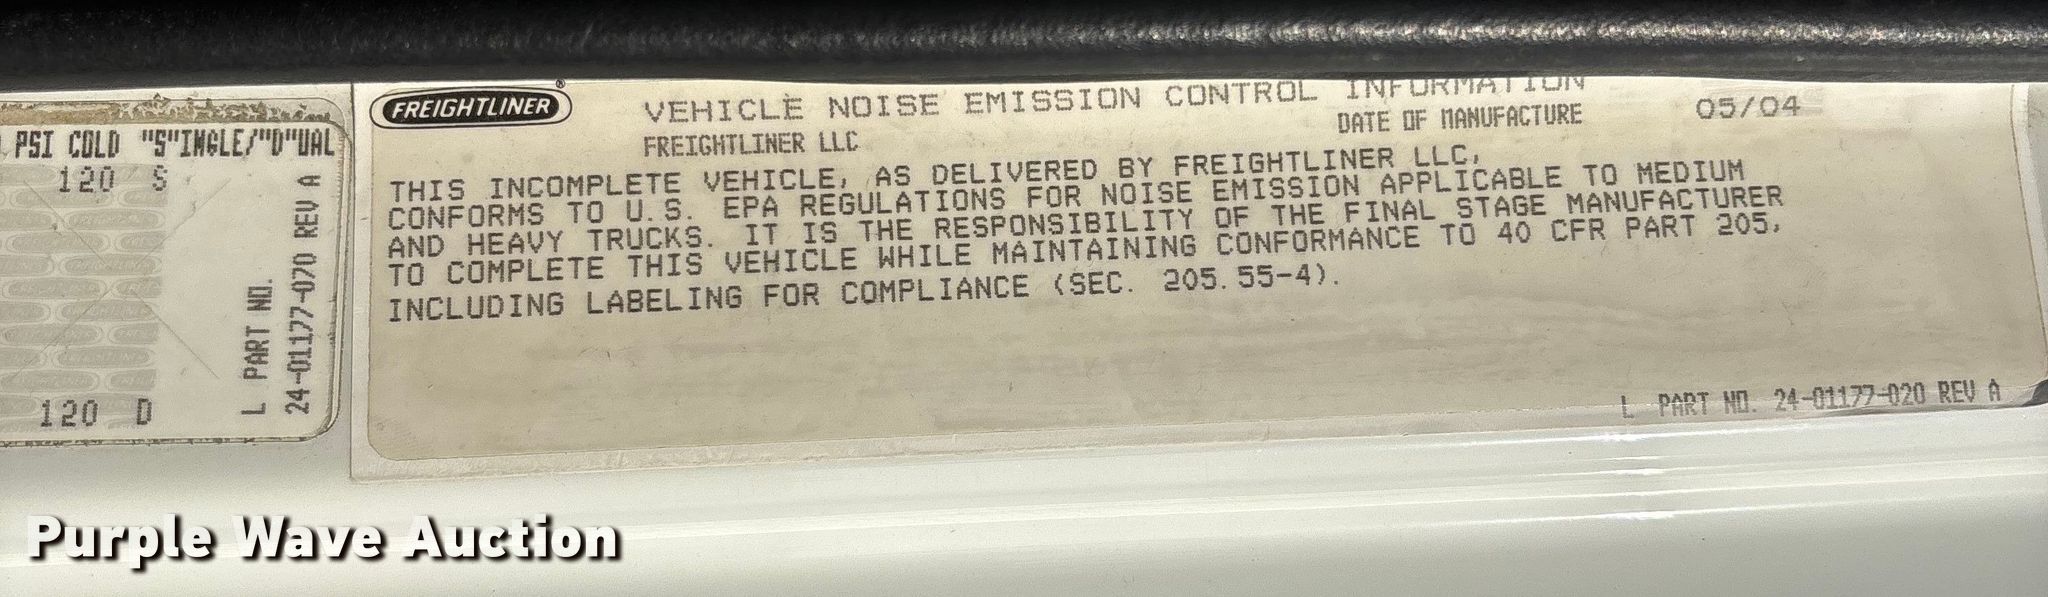 PSI COLD "S"INGLE/"D"UAL
120 S
120 D
L PART NO.
24-01177-070 REV A
FREIGHTLINER®
VEHICLE NOISE EMISSION CONTROL INFORMATION
FREIGHTLINER LLC
DATE OF MANUFACTURE 05/04
THIS INCOMPLETE VEHICLE, AS DELIVERED BY FREIGHTLINER LLC,
CONFORMS TO U.S. EPA REGULATIONS FOR NOISE EMISSION APPLICABLE TO MEDIUM
AND HEAVY TRUCKS. IT IS THE RESPONSIBILITY OF THE FINAL STAGE MANUFACTURER
TO COMPLETE THIS VEHICLE WHILE MAINTAINING CONFORMANCE TO 40 CFR PART 205,
INCLUDING LABELING FOR COMPLIANCE (SEC. 205.55-4).
L PART NO. 24-01177-020 REV A
Purple Wave Auction